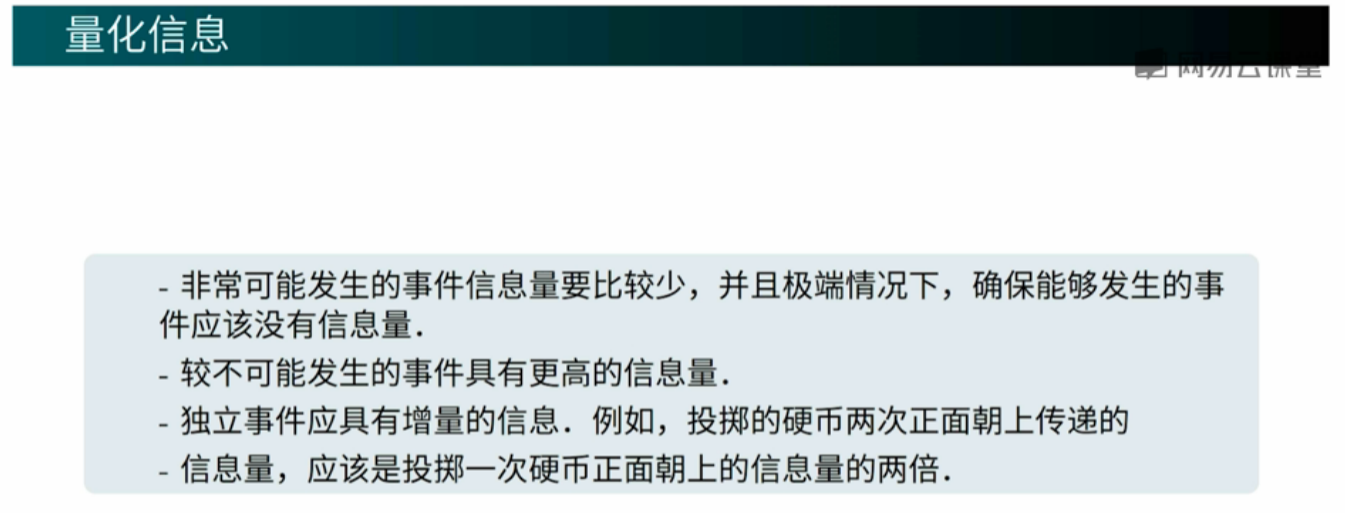 量化信息
网易云课堂
- 非常可能发生的事件信息量要比较少，并且极端情况下，确保能够发生的事
件应该没有信息量．
- 较不可能发生的事件具有更高的信息量．
- 独立事件应具有增量的信息．例如，投掷的硬币两次正面朝上传递的
- 信息量，应该是投掷一次硬币正面朝上的信息量的两倍．